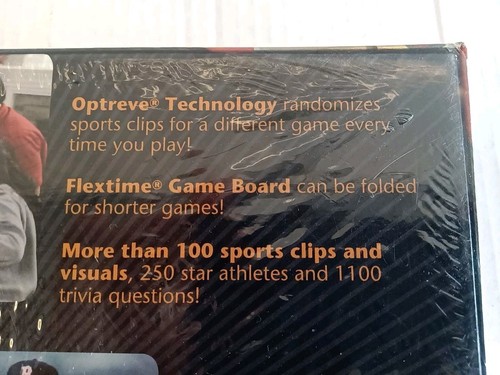 Optreve® Technology randomizes
sports clips for a different game every
time you play!
Flextime® Game Board can be folded
for shorter games!
More than 100 sports clips and
visuals, 250 star athletes and 1100
trivia questions!